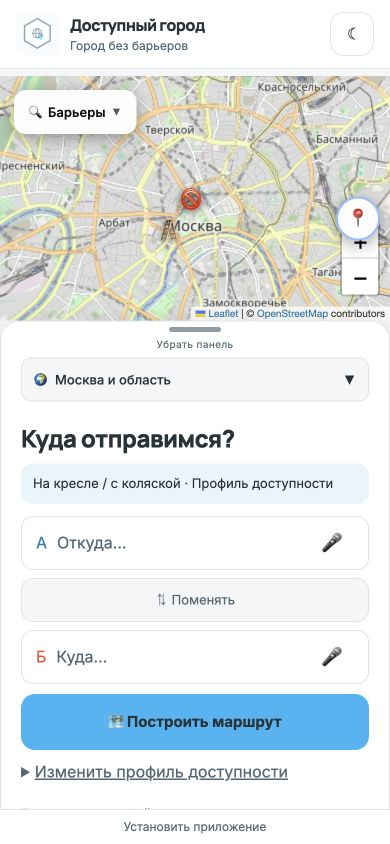 Доступный город
Город без барьеров
Красносельский
Барьеры ▼
Тверской
Басманный
Пресненский
Арбат
Москва
+
Таган
−
Замоскворечье
Leaflet | © OpenStreetMap contributors
Убрать панель
Москва и область ▼
Куда отправимся?
На кресле / с коляской · Профиль доступности
А Откуда...
⇅ Поменять
Б Куда...
Построить маршрут
▶ Изменить профиль доступности
Установить приложение